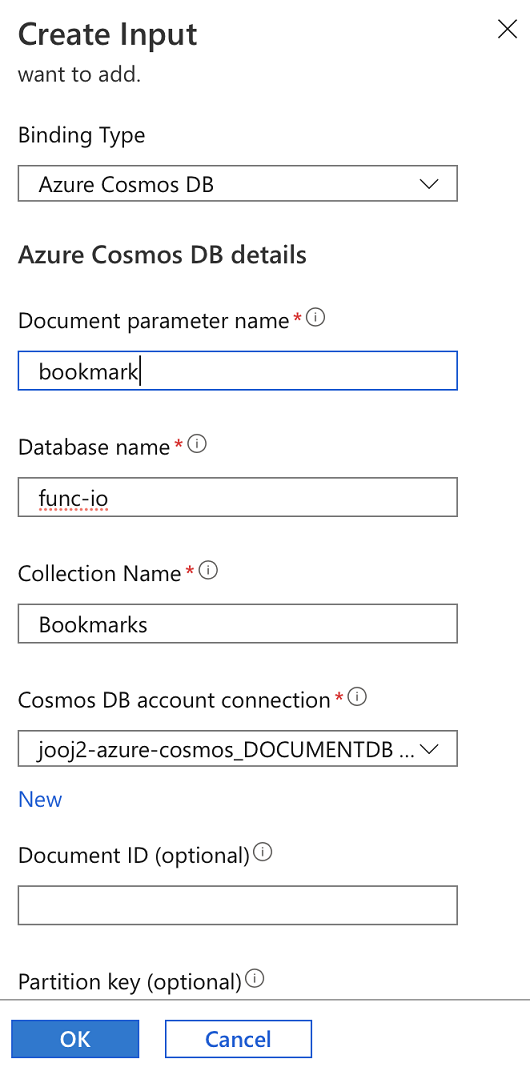 Create Input
want to add.
Binding Type
Azure Cosmos DB
Azure Cosmos DB details
Document parameter name *
bookmark
Database name *
func-io
Collection Name *
Bookmarks
Cosmos DB account connection *
jooj2-azure-cosmos_DOCUMENTDB ...
New
Document ID (optional)
Partition key (optional)
OK Cancel